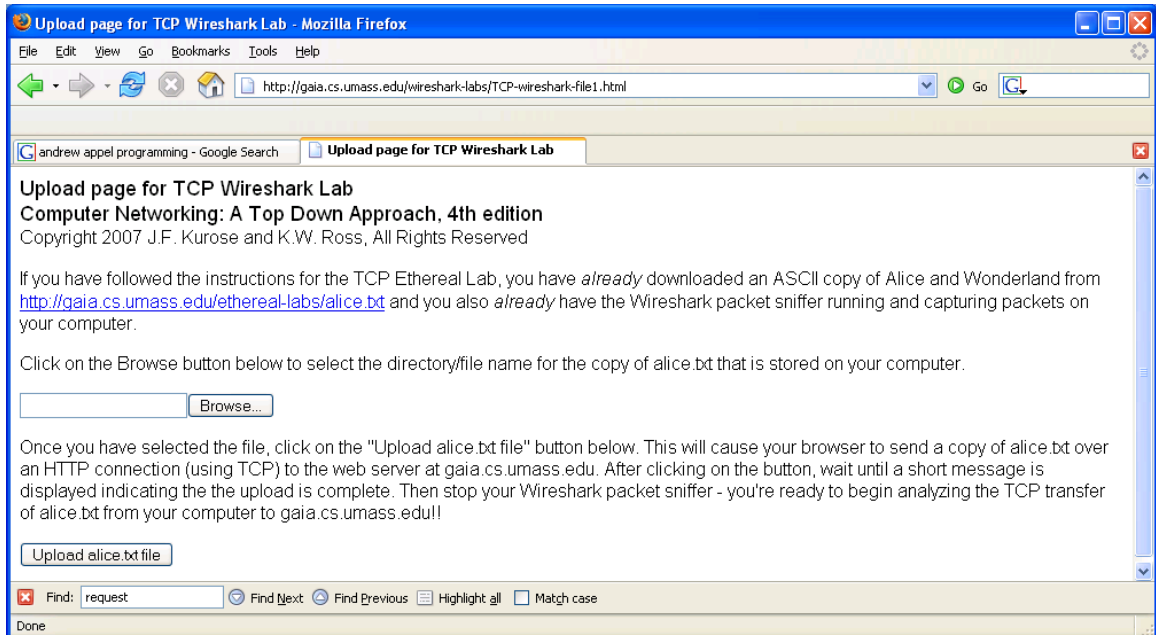 Upload page for TCP Wireshark Lab - Mozilla Firefox
File Edit View Go Bookmarks Tools Help
http://gaia.cs.umass.edu/wireshark-labs/TCP-wireshark-file1.html Go G
G andrew appel programming - Google Search Upload page for TCP Wireshark Lab
Upload page for TCP Wireshark Lab
Computer Networking: A Top Down Approach, 4th edition
Copyright 2007 J.F. Kurose and K.W. Ross, All Rights Reserved
If you have followed the instructions for the TCP Ethereal Lab, you have already downloaded an ASCII copy of Alice and Wonderland from
http://gaia.cs.umass.edu/ethereal-labs/alice.txt and you also already have the Wireshark packet sniffer running and capturing packets on
your computer.
Click on the Browse button below to select the directory/file name for the copy of alice.txt that is stored on your computer.
Browse...
Once you have selected the file, click on the "Upload alice.txt file" button below. This will cause your browser to send a copy of alice.txt over
an HTTP connection (using TCP) to the web server at gaia.cs.umass.edu. After clicking on the button, wait until a short message is
displayed indicating the the upload is complete. Then stop your Wireshark packet sniffer - you're ready to begin analyzing the TCP transfer
of alice.txt from your computer to gaia.cs.umass.edu!!
Upload alice.txt file
Find: request Find Next Find Previous Highlight all Match case
Done